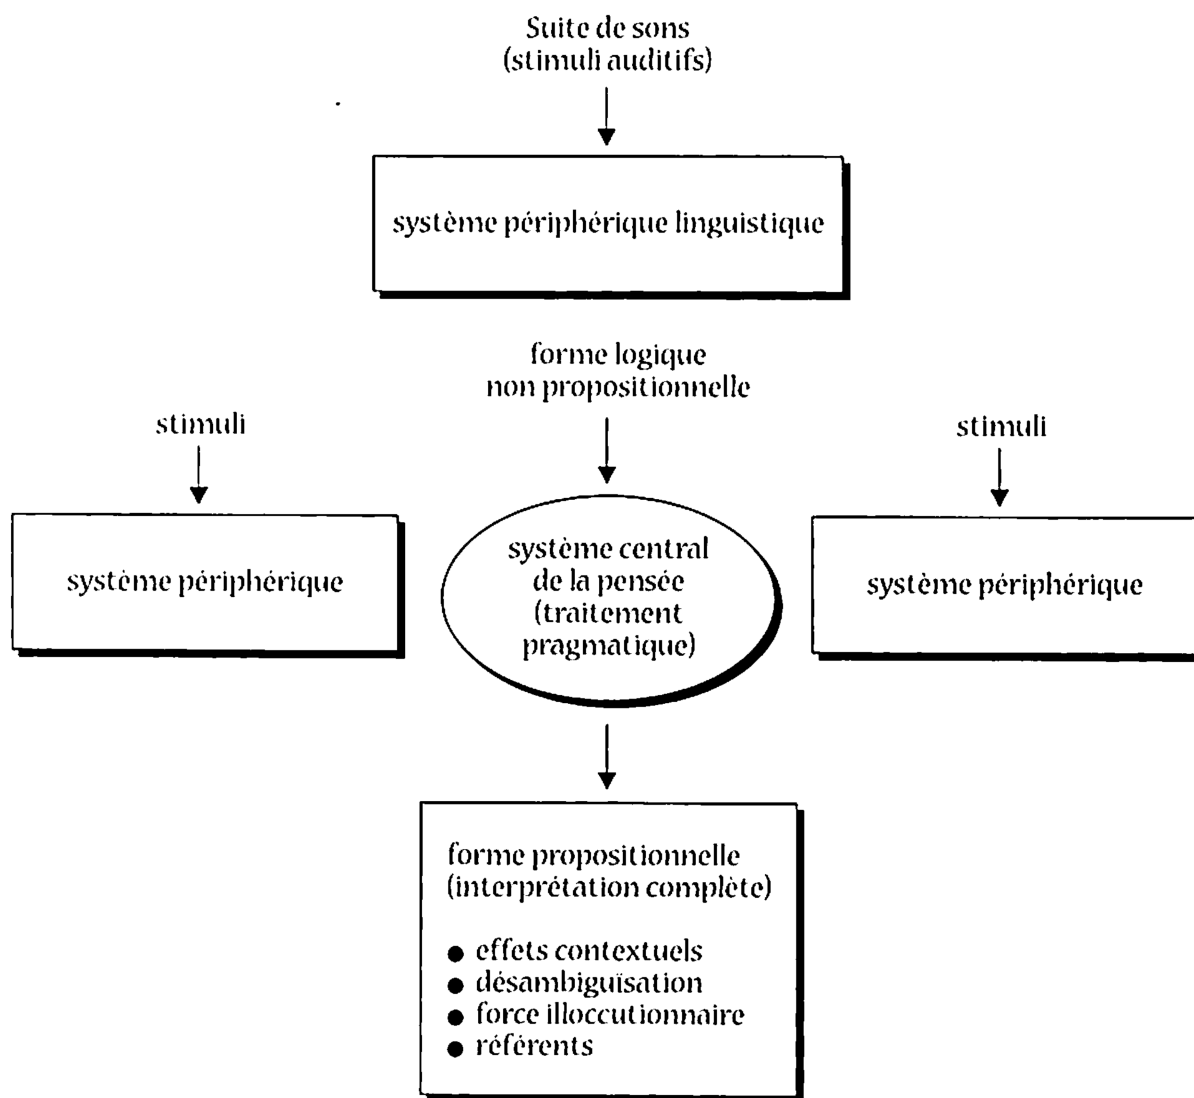 Suite de sons
(stimuli auditifs)
système périphérique linguistique
forme logique
non propositionnelle
stimuli
stimuli
système périphérique
système central
de la pensée
(traitement
pragmatique)
système périphérique
forme propositionnelle
(interprétation complète)
● effets contextuels
● désambiguïsation
● force illoccutionnaire
● référents